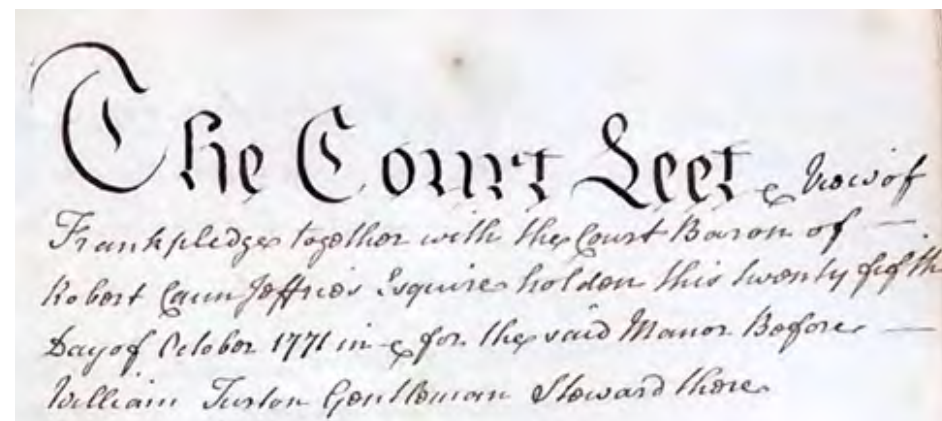 The Court Leet & View of
Frankpledge together with the Court Baron of —
Robert Cann Jeffries Esquire holden this twenty fifth
Day of October 1771 in & for the said Manor Before —
William Turton Gentleman Steward there